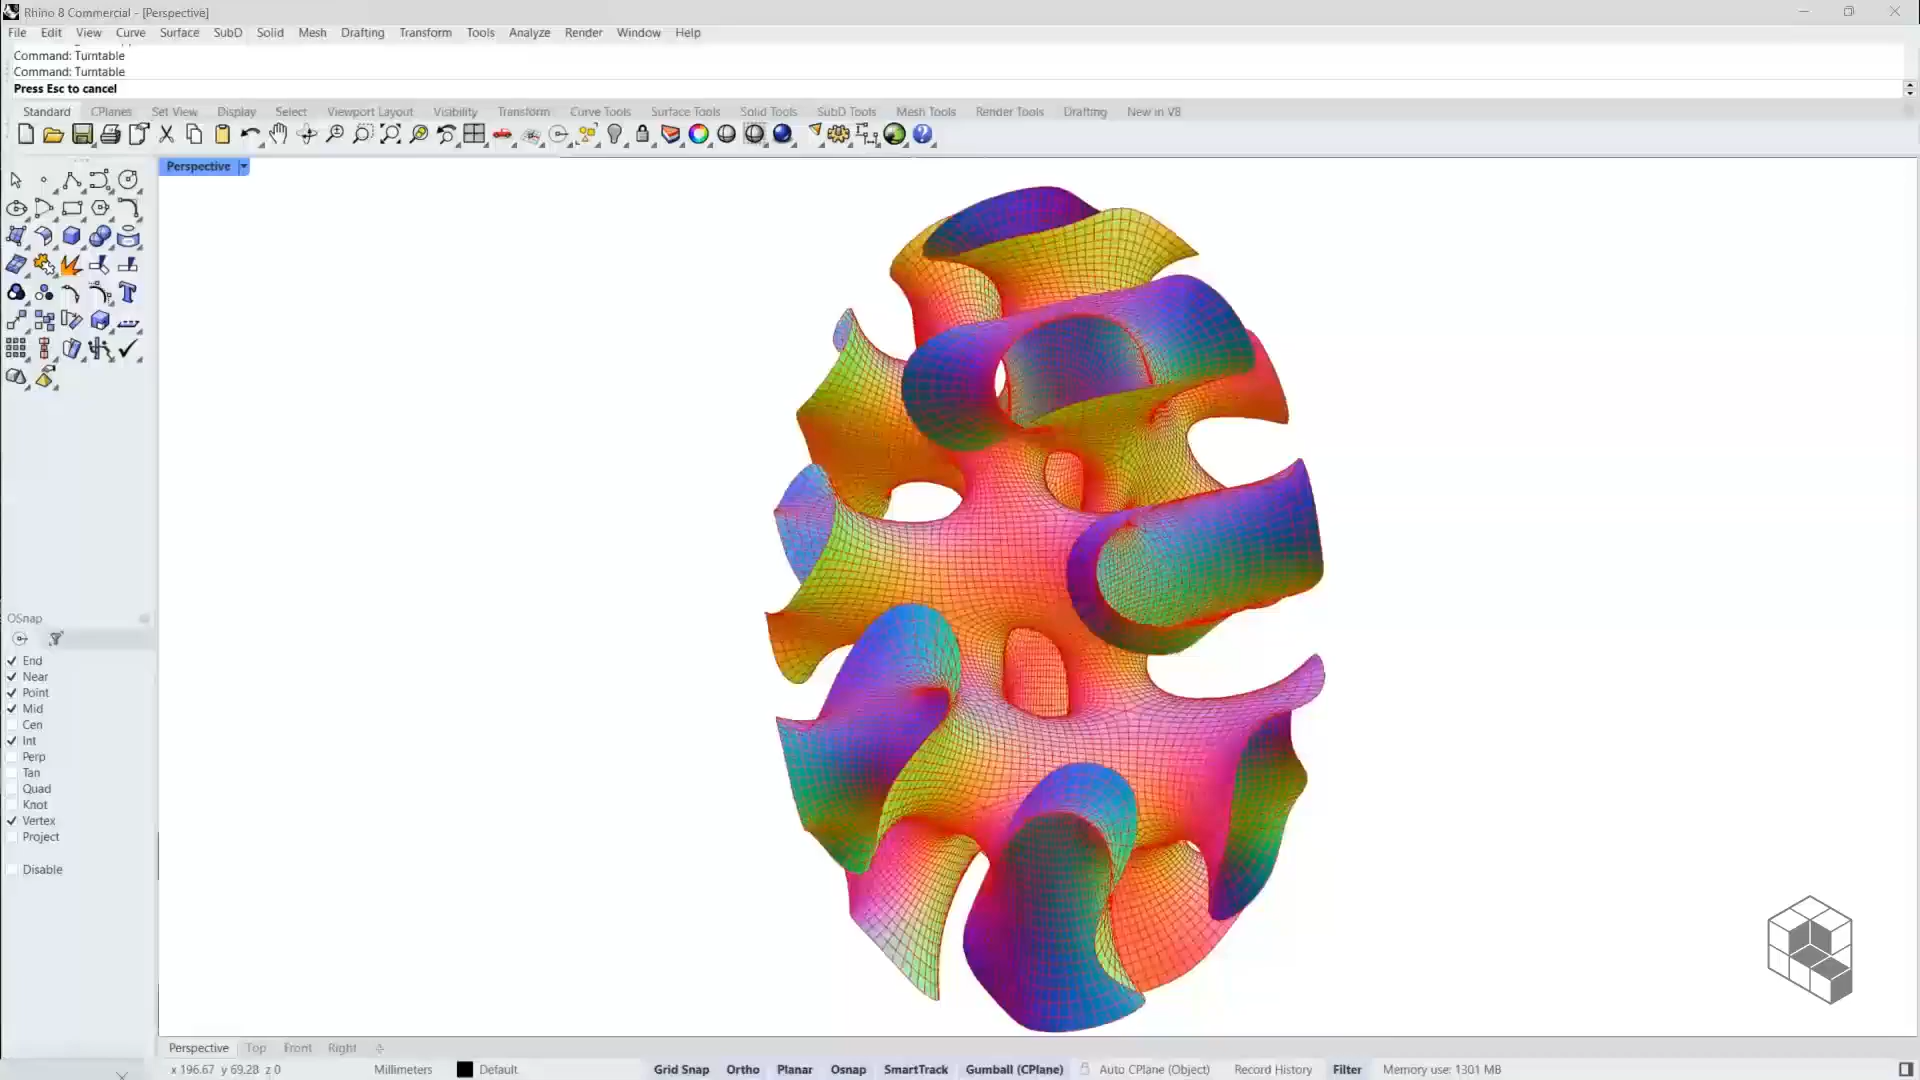 Rhino 8 Commercial - [Perspective]
File Edit View Curve Surface SubD Solid Mesh Drafting Transform Tools Analyze Render Window Help
Command: Turntable
Command: Turntable
Press Esc to cancel
Standard CPlanes Set View Display Select Viewport Layout Visibility Transform Curve Tools Surface Tools Solid Tools SubD Tools Mesh Tools Render Tools Drafting New in V8
Perspective
OSnap
End
Near
Point
Mid
Cen
Int
Perp
Tan
Quad
Knot
Vertex
Project
Disable
Perspective Top Front Right
x 196.67 y 69.28 z 0 Millimeters Default Grid Snap Ortho Planar Osnap SmartTrack Gumball (CPlane) Auto CPlane (Object) Record History Filter Memory use: 1301 MB